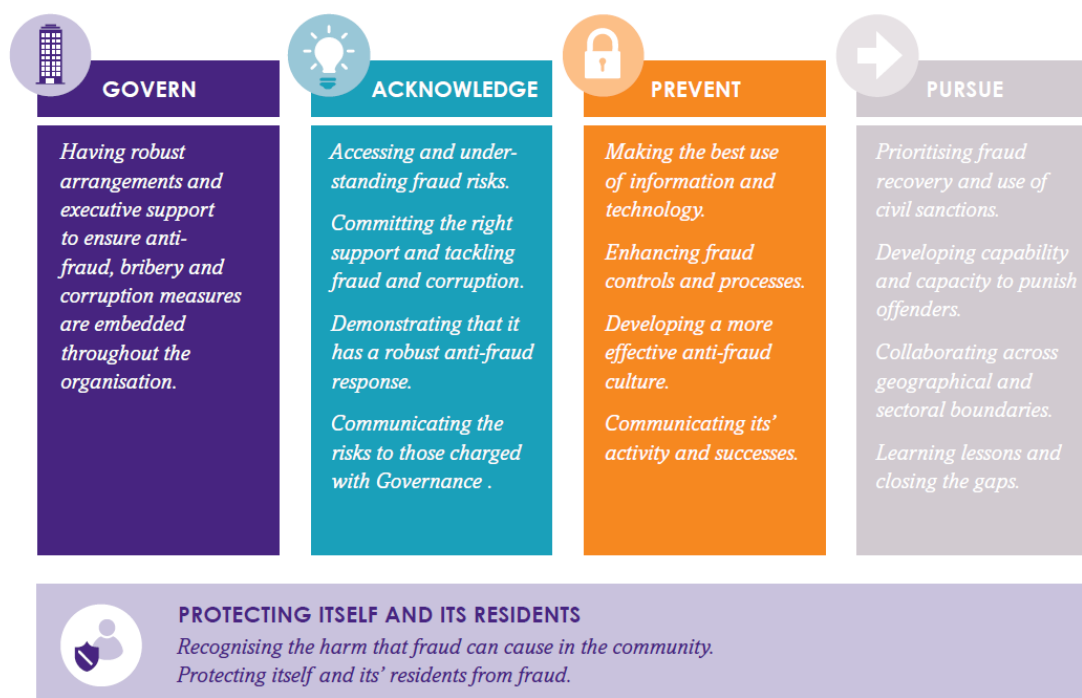 GOVERN
Having robust
arrangements and
executive support
to ensure anti-
fraud, bribery and
corruption measures
are embedded
throughout the
organisation.
ACKNOWLEDGE
Accessing and under-
standing fraud risks.
Committing the right
support and tackling
fraud and corruption.
Demonstrating that it
has a robust anti-fraud
response.
Communicating the
risks to those charged
with Governance .
PREVENT
Making the best use
of information and
technology.
Enhancing fraud
controls and processes.
Developing a more
effective anti-fraud
culture.
Communicating its’
activity and successes.
PURSUE
Prioritising fraud
recovery and use of
civil sanctions.
Developing capability
and capacity to punish
offenders.
Collaborating across
geographical and
sectoral boundaries.
Learning lessons and
closing the gaps.
PROTECTING ITSELF AND ITS RESIDENTS
Recognising the harm that fraud can cause in the community.
Protecting itself and its’ residents from fraud.